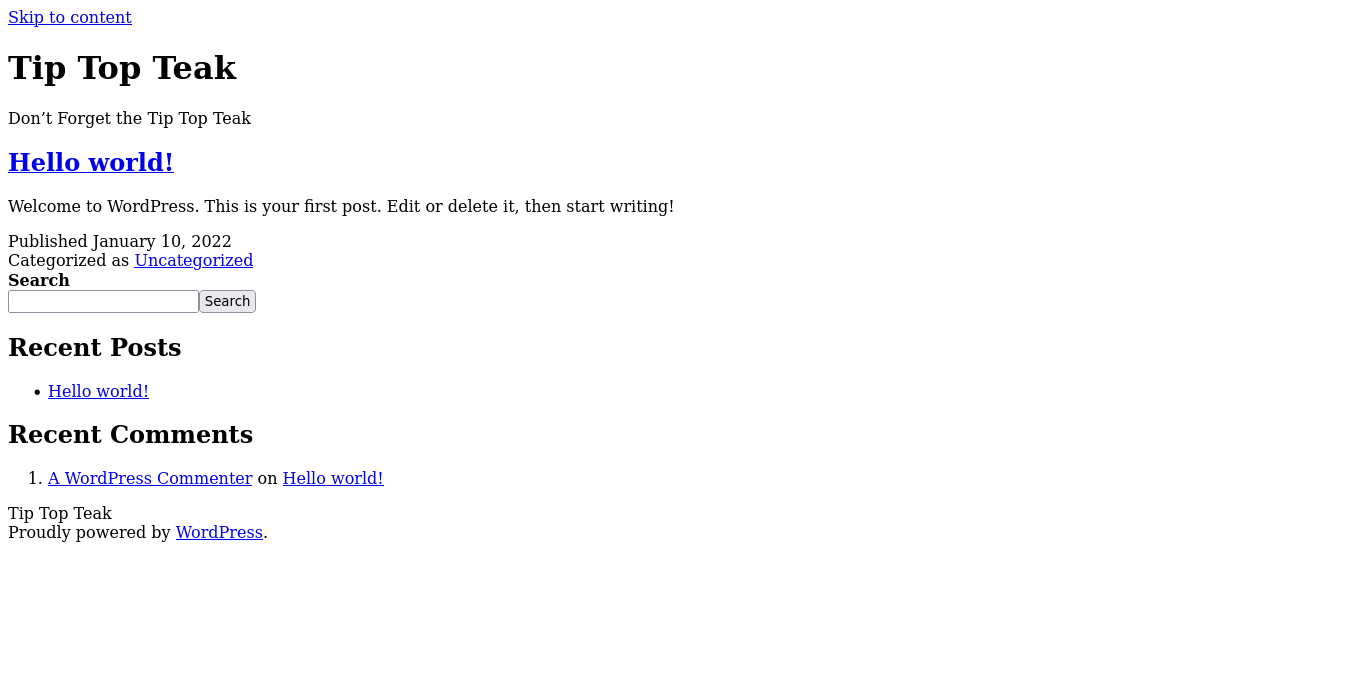 Skip to content
Tip Top Teak
Don’t Forget the Tip Top Teak
Hello world!
Welcome to WordPress. This is your first post. Edit or delete it, then start writing!
Published January 10, 2022
Categorized as Uncategorized
Search
Search
Recent Posts
• Hello world!
Recent Comments
1. A WordPress Commenter on Hello world!
Tip Top Teak
Proudly powered by WordPress.